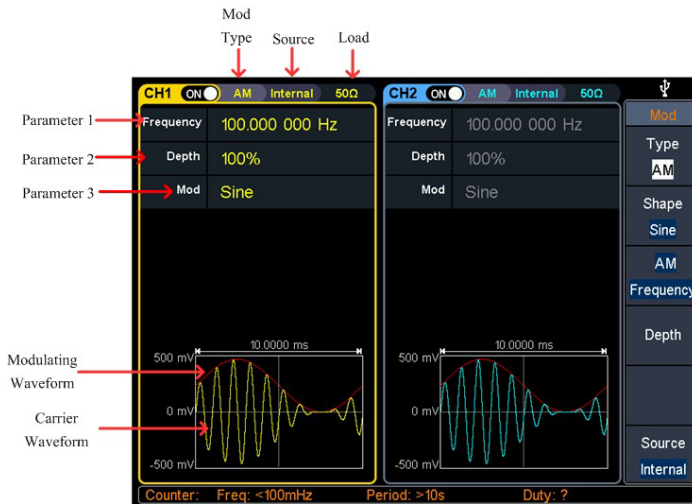 Mod
Type
Source
Load
CH1 ON AM Internal 50Ω
CH2 ON AM Internal 50Ω
Parameter 1
Frequency 100.000 000 Hz
Parameter 2
Depth 100%
Parameter 3
Mod Sine
Frequency 100.000 000 Hz
Depth 100%
Mod Sine
Mod
Type
AM
Shape
Sine
AM
Frequency
Depth
Source
Internal
10.0000 ms
500 mV
0 mV
-500 mV
10.0000 ms
500 mV
0 mV
-500 mV
Modulating
Waveform
Carrier
Waveform
Counter: Freq: <100mHz Period: >10s Duty: ?